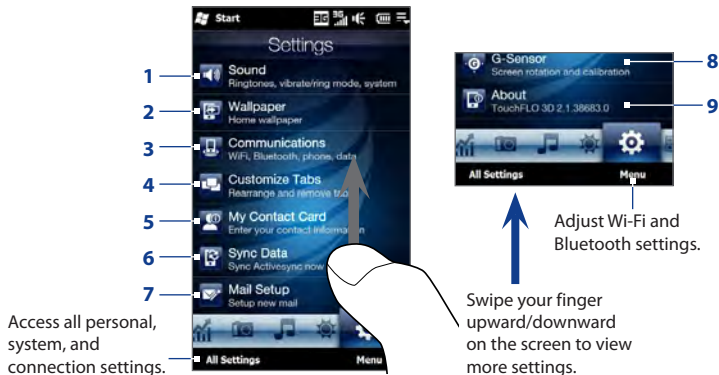 Start
3G 3G
Settings
1
Sound
Ringtones, vibrate/ring mode, system
2
Wallpaper
Home wallpaper
3
Communications
WiFi, Bluetooth, phone, data
4
Customize Tabs
Rearrange and remove
5
My Contact Card
Enter your contact information
6
Sync Data
Sync Activesync now
7
Mail Setup
Setup new mail
All Settings
Menu
Access all personal,
system, and
connection settings.
G-Sensor
Screen rotation and calibration
8
About
TouchFLO 3D 2.1.38683.0
9
All Settings
Menu
Adjust Wi-Fi and
Bluetooth settings.
Swipe your finger
upward/downward
on the screen to view
more settings.